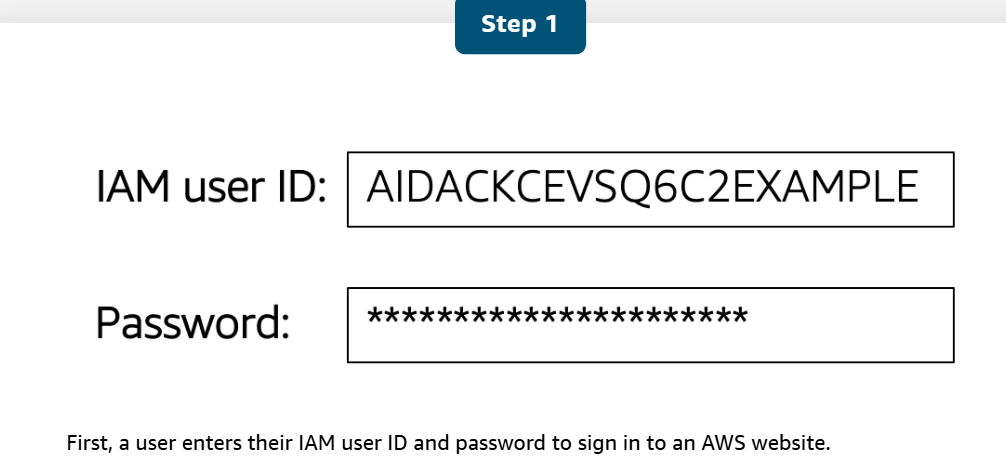 Step 1
IAM user ID: AIDACKCEVSQ6C2EXAMPLE
Password: **********************
First, a user enters their IAM user ID and password to sign in to an AWS website.